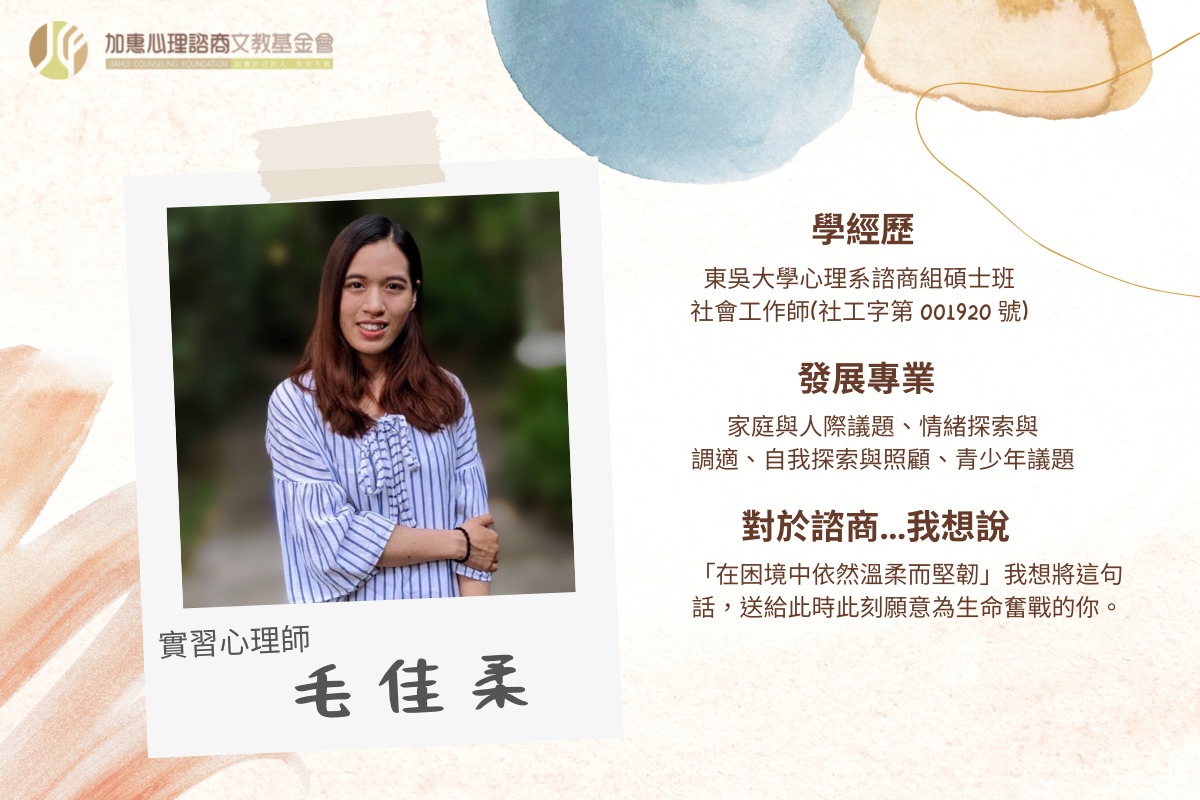 加惠心理諮商文教基金會
JIAHUI COUNSELING FOUNDATION
實習心理師
毛佳柔
學經歷
東吳大學心理系諮商組碩士班
社會工作師(社工字第 001920 號)
發展專業
家庭與人際議題、情緒探索與
調適、自我探索與照顧、青少年議題
對於諮商...我想說
「在困境中依然溫柔而堅韌」我想將這句
話,送給此時此刻願意為生命奮戰的你。